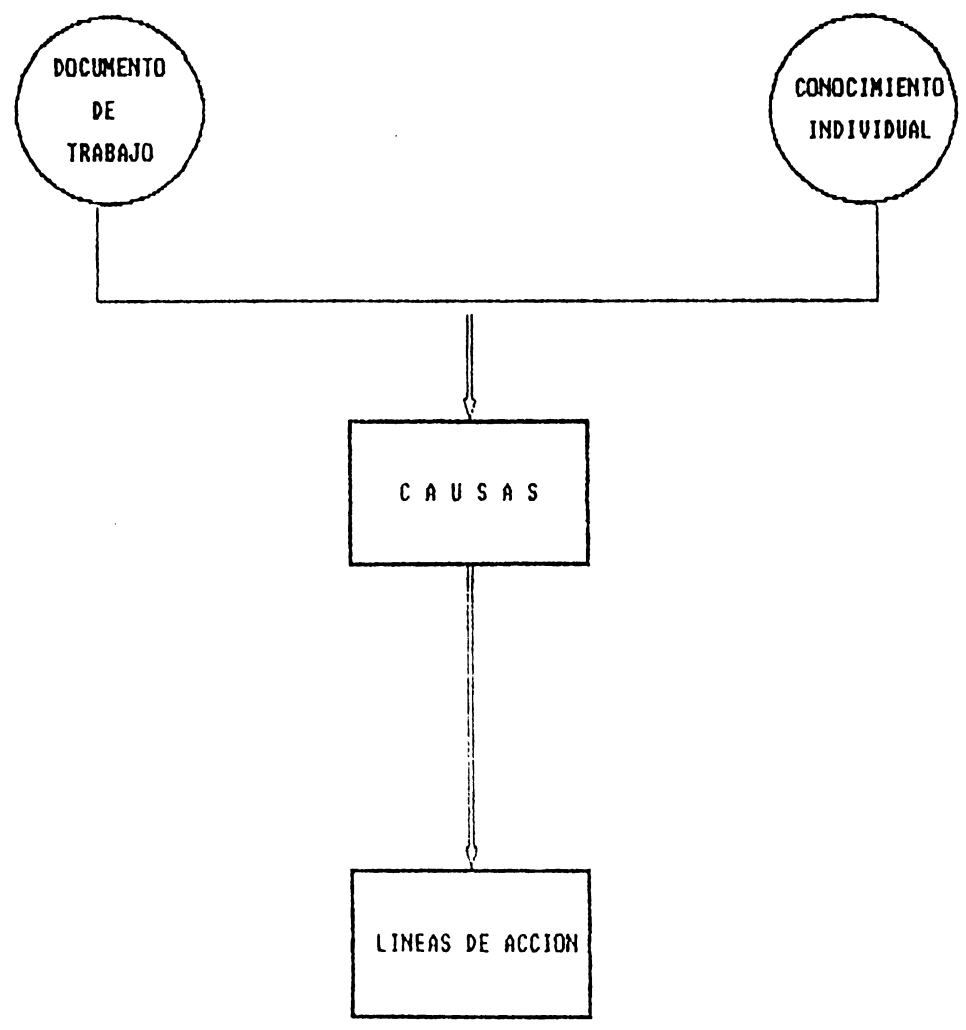 DOCUMENTO
DE
TRABAJO
CONOCIMIENTO
INDIVIDUAL
C A U S A S
LINEAS DE ACCION